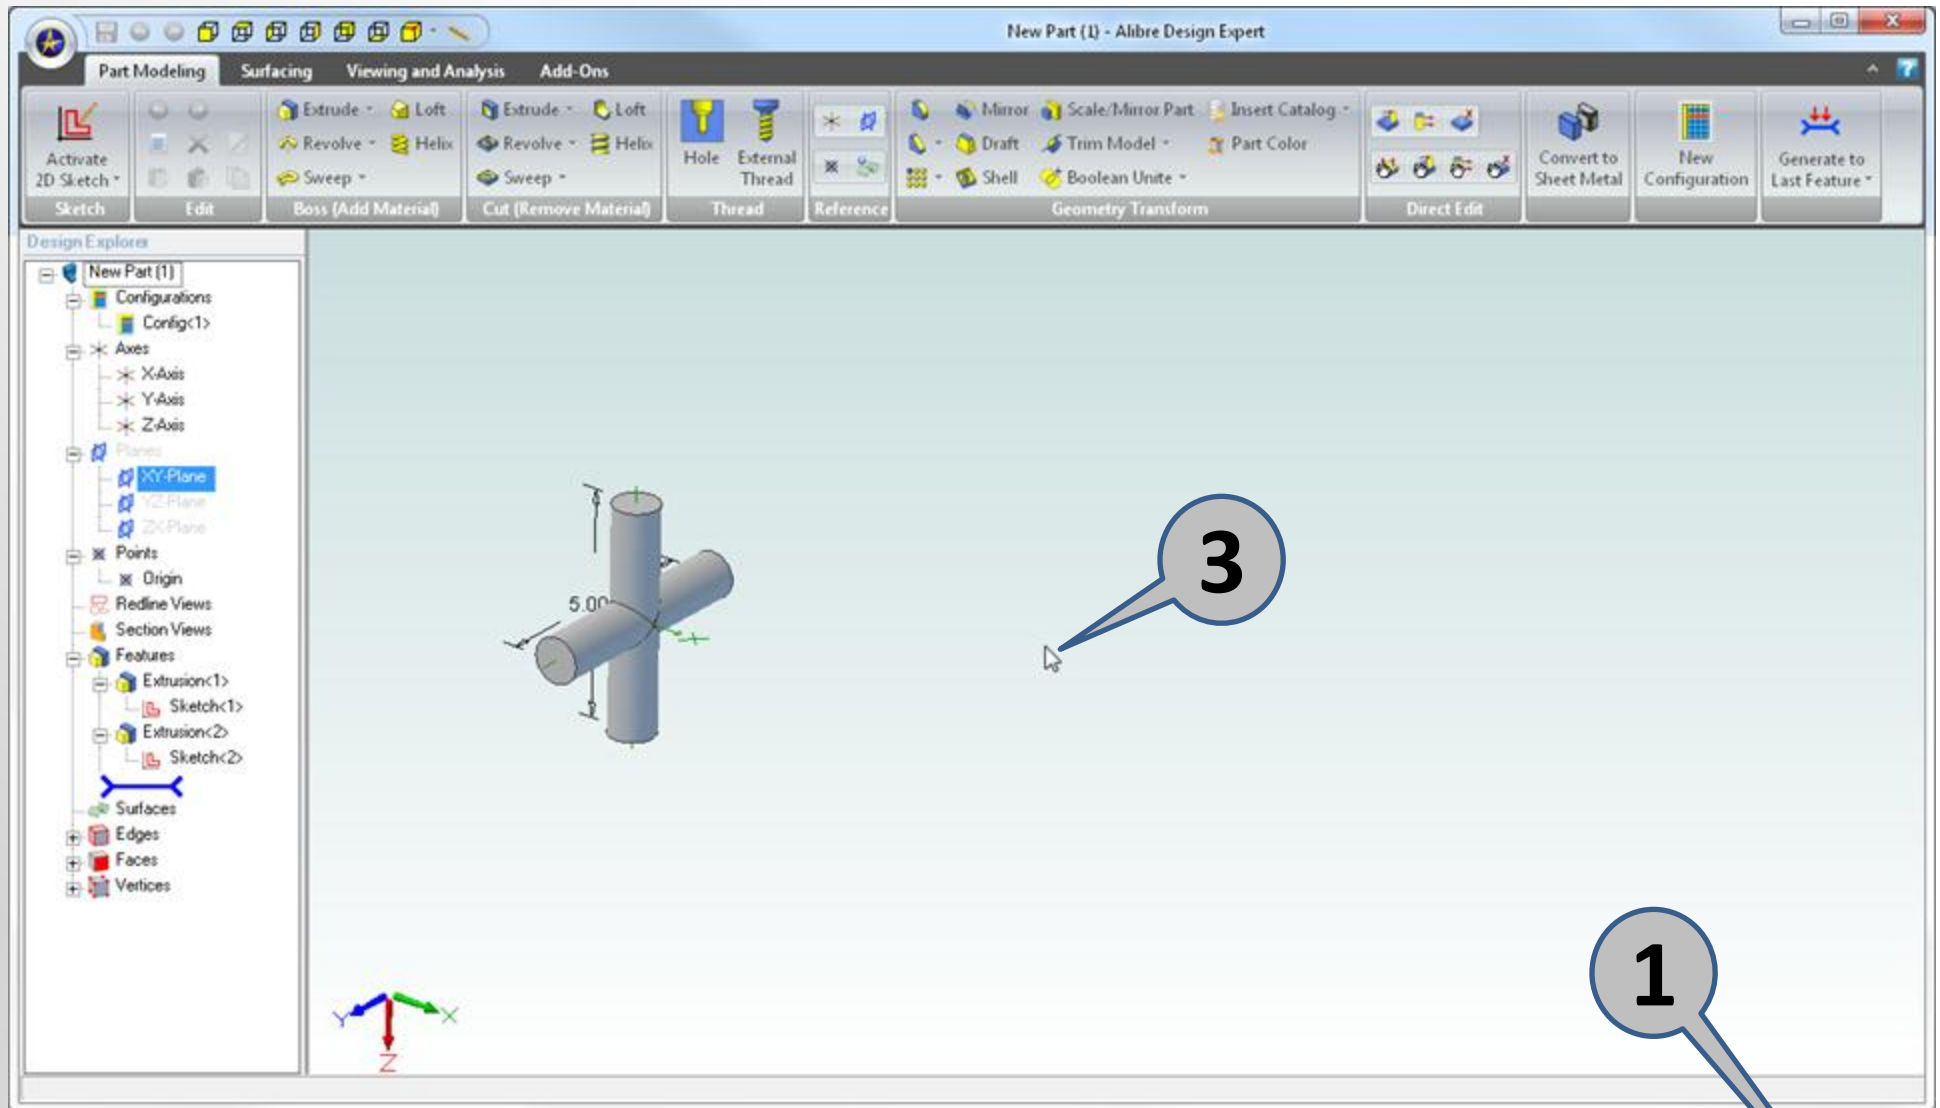 New Part (1) - Alibre Design Expert
Part Modeling Surfacing Viewing and Analysis Add-Ons
Extrude Loft Extrude Loft Mirror Scale/Mirror Part Insert Catalog
Activate 2D Sketch Revolve Helix Revolve Helix Hole External Thread Draft Trim Model Part Color Convert to Sheet Metal New Configuration Generate to Last Feature
Sweep Sweep Shell Boolean Unite
Sketch Edit Boss (Add Material) Cut (Remove Material) Thread Reference Geometry Transform Direct Edit
Design Explorer
New Part (1)
Configurations
Config<1>
Axes
X-Axis
Y-Axis
Z-Axis
Planes
XY-Plane
YZ-Plane
ZX-Plane
Points
Origin
Redline Views
Section Views
Features
Extrusion<1>
Sketch<1>
Extrusion<2>
Sketch<2>
Surfaces
Edges
Faces
Vertices
5.00
3
1
Y X
Z